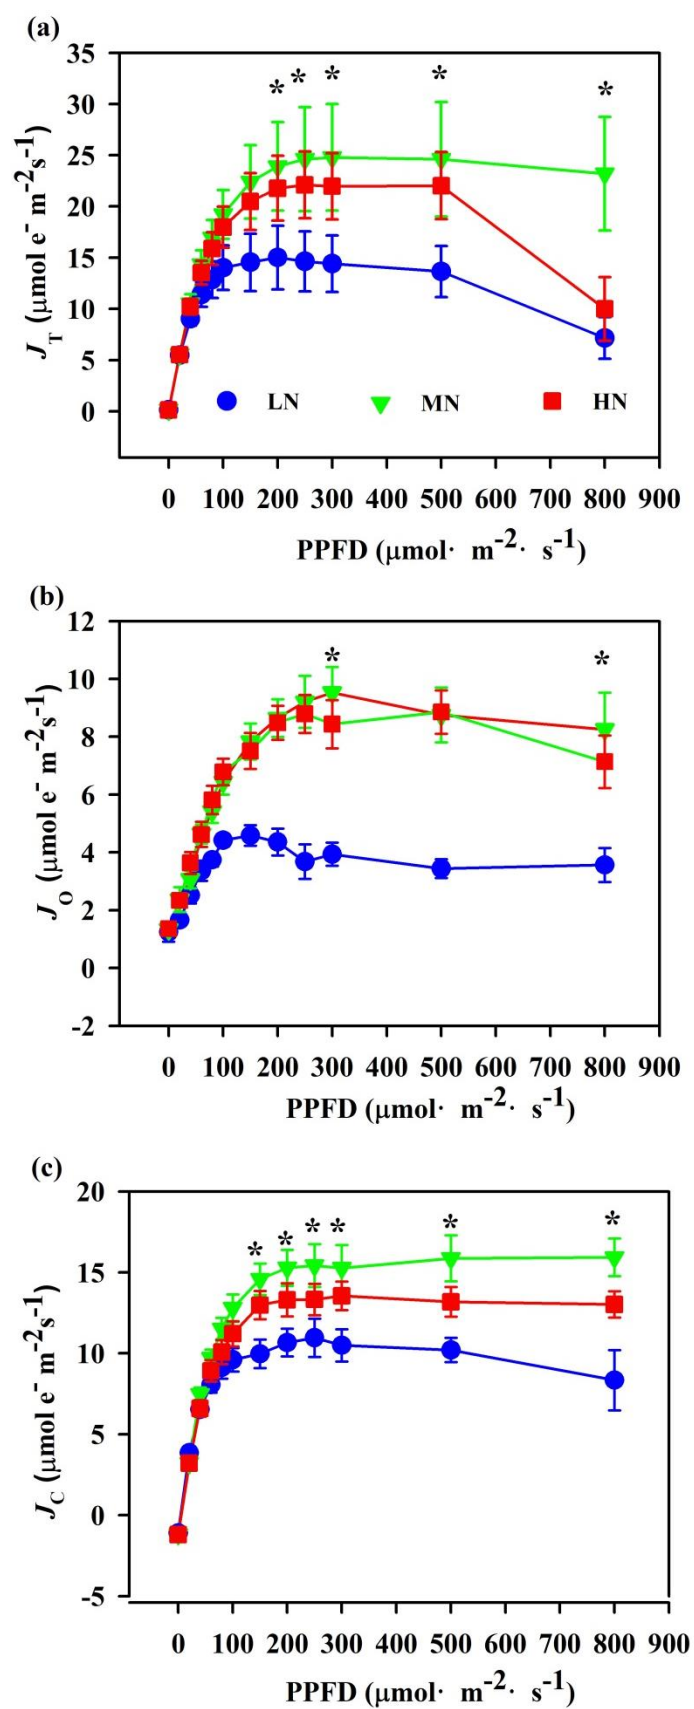 (a)
* * * * *
35
30
25
20
15
10
5
0
J_T (μmol e⁻ m⁻²s⁻¹)
LN MN HN
0 100 200 300 400 500 600 700 800 900
PPFD (μmol· m⁻²· s⁻¹)
(b)
* *
12
10
8
6
4
2
0
-2
J_O (μmol e⁻ m⁻²s⁻¹)
0 100 200 300 400 500 600 700 800 900
PPFD (μmol· m⁻²· s⁻¹)
(c)
* * * * * *
20
15
10
5
0
-5
J_C (μmol e⁻ m⁻²s⁻¹)
0 100 200 300 400 500 600 700 800 900
PPFD (μmol· m⁻²· s⁻¹)